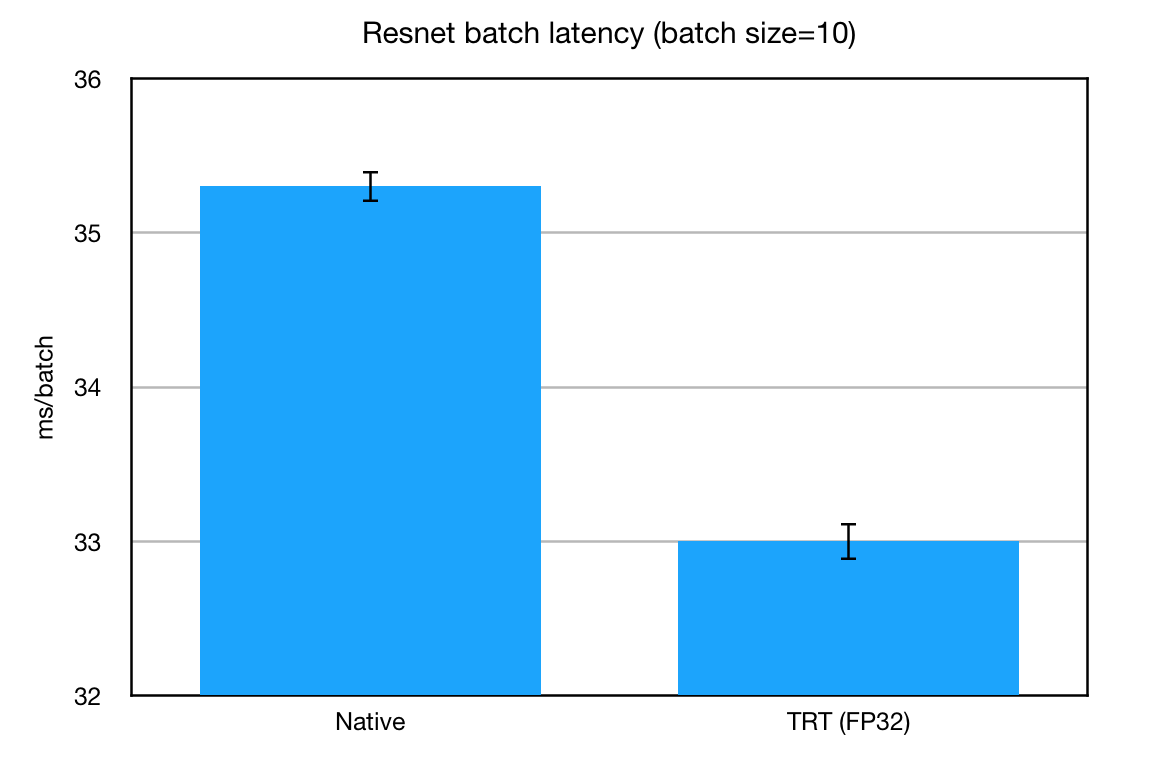 Resnet batch latency (batch size=10)
36
35
34
33
32
ms/batch
Native
TRT (FP32)